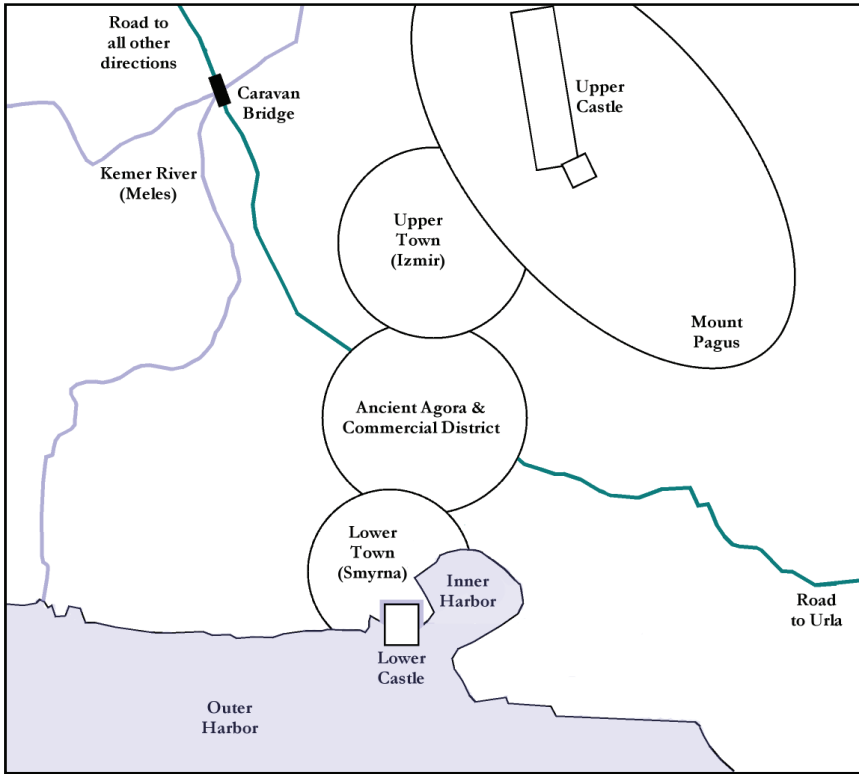 Road to
all other
directions
Caravan
Bridge
Upper
Castle
Kemer River
(Meles)
Upper
Town
(Izmir)
Mount
Pagus
Ancient Agora &
Commercial District
Lower
Town
(Smyrna)
Inner
Harbor
Road
to Urla
Lower
Castle
Outer
Harbor